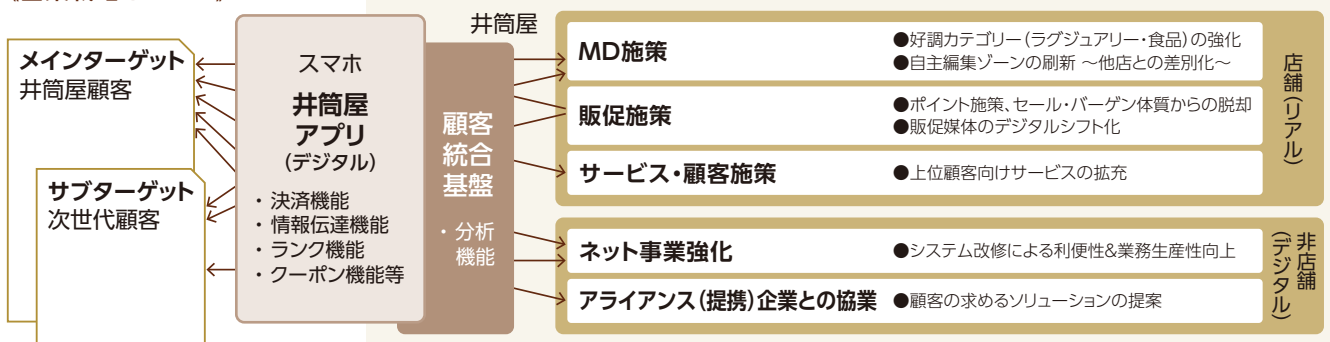 メインターゲット
井筒屋顧客
サブターゲット
次世代顧客
スマホ
井筒屋
アプリ
(デジタル)
・決済機能
・情報伝達機能
・ランク機能
・クーポン機能等
井筒屋
顧客
統合
基盤
・分析
機能
MD施策
●好調カテゴリー(ラグジュアリー・食品)の強化
●自主編集ゾーンの刷新 ～他店との差別化～
販促施策
●ポイント施策、セール・バーゲン体質からの脱却
●販促媒体のデジタルシフト化
サービス・顧客施策
●上位顧客向けサービスの拡充
店舗(リアル)
ネット事業強化
●システム改修による利便性&業務生産性向上
アライアンス(提携)企業との協業
●顧客の求めるソリューションの提案
非店舗
(デジタル)